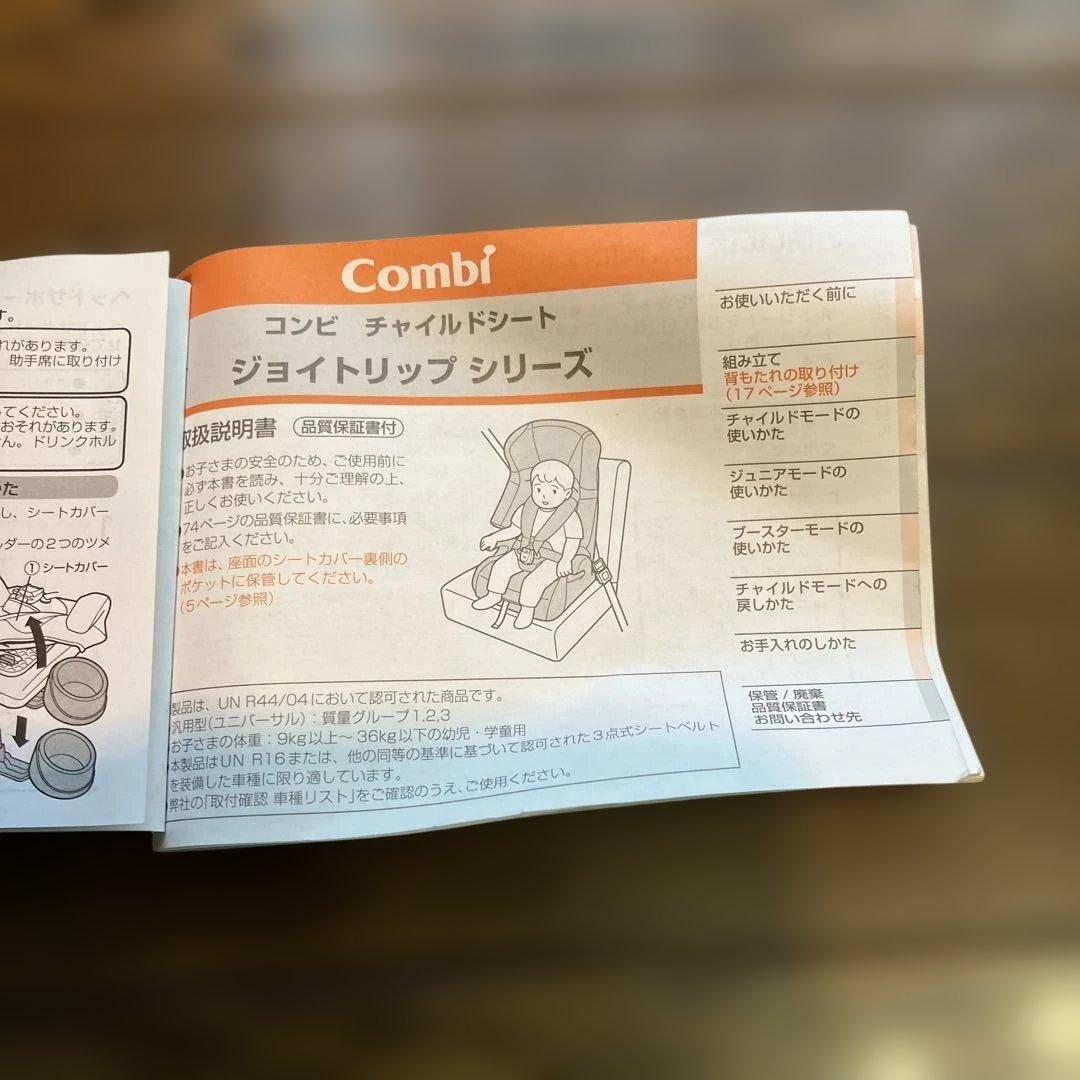 す。
れがあります。
助手席に取り付け
てください。
おそれがあります。
せん。ドリンクホル
かた
し、シートカバー
ルダーの2つのツメ
①シートカバー
Combi
コンビ チャイルドシート
ジョイトリップ シリーズ
取扱説明書 品質保証書付
お子さまの安全のため、ご使用前に
必ず本書を読み、十分ご理解の上、
正しくお使いください。
74ページの品質保証書に、必要事項
をご記入ください。
本書は、座面のシートカバー裏側の
ポケットに保管してください。
(5ページ参照)
製品は、UN R44/04において認可された商品です。
汎用型(ユニバーサル):質量グループ1,2,3
お子さまの体重:9kg以上~36kg以下の幼児・学童用
本製品はUN R16または、他の同等の基準に基づいて認可された3点式シートベルト
を装備した車種に限り適しています。
弊社の「取付確認 車種リスト」をご確認のうえ、ご使用ください。
お使いいただく前に
組み立て
背もたれの取り付け
(17ページ参照)
チャイルドモードの
使いかた
ジュニアモードの
使いかた
ブースターモードの
使いかた
チャイルドモードへの
戻しかた
お手入れのしかた
保管/廃棄
品質保証書
お問い合わせ先